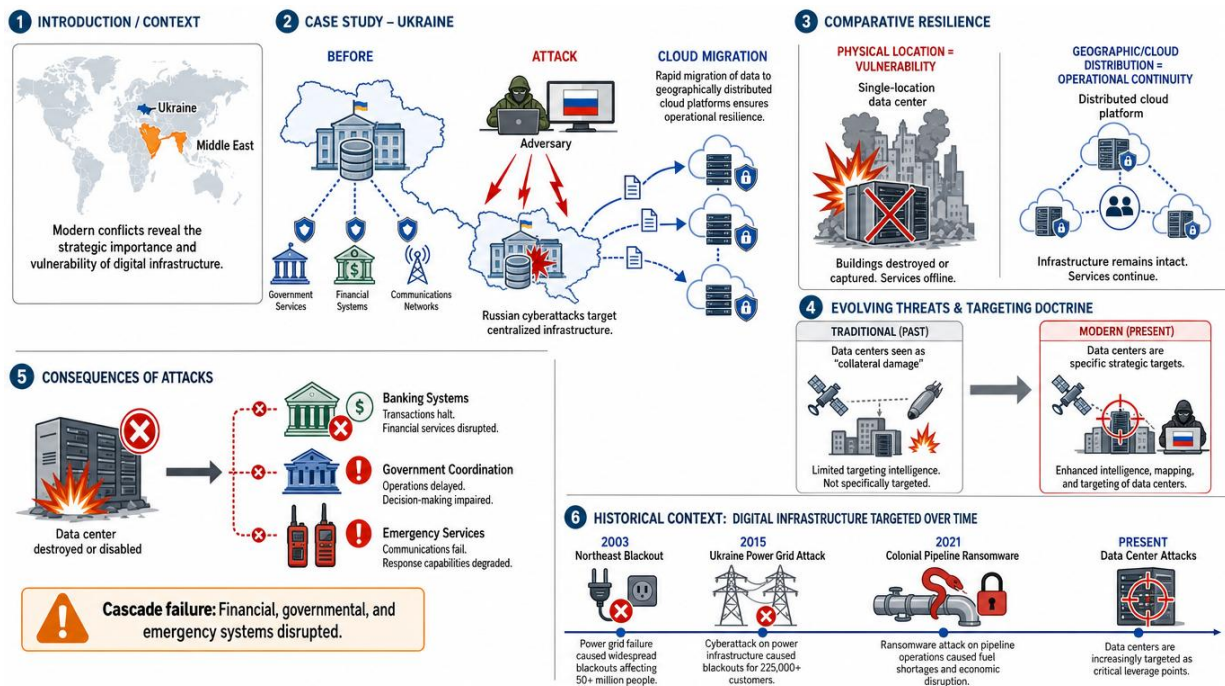 1 INTRODUCTION / CONTEXT
Ukraine
Middle East
Modern conflicts reveal the
strategic importance and
vulnerability of digital infrastructure.
2 CASE STUDY – UKRAINE
BEFORE
Government
Services
Financial
Systems
Communications
Networks
ATTACK
Adversary
Russian cyberattacks target
centralized infrastructure.
CLOUD MIGRATION
Rapid migration of data to
geographically distributed
cloud platforms ensures
operational resilience.
3 COMPARATIVE RESILIENCE
PHYSICAL LOCATION =
VULNERABILITY
Single-location
data center
Buildings destroyed or
captured. Services offline.
GEOGRAPHIC/CLOUD
DISTRIBUTION =
OPERATIONAL CONTINUITY
Distributed cloud
platform
Infrastructure remains intact.
Services continue.
4 EVOLVING THREATS & TARGETING DOCTRINE
TRADITIONAL (PAST)
Data centers seen as
“collateral damage”
Limited targeting intelligence.
Not specifically targeted.
MODERN (PRESENT)
Data centers are
specific strategic targets.
Enhanced intelligence, mapping,
and targeting of data centers.
5 CONSEQUENCES OF ATTACKS
Data center
destroyed or disabled
$
Banking Systems
Transactions halt.
Financial services disrupted.
Government Coordination
Operations delayed.
Decision-making impaired.
Emergency Services
Communications fail.
Response capabilities degraded.
Cascade failure: Financial, governmental, and
emergency systems disrupted.
6 HISTORICAL CONTEXT: DIGITAL INFRASTRUCTURE TARGETED OVER TIME
2003
Northeast Blackout
Power grid failure
caused widespread
blackouts affecting
50+ million people.
2015
Ukraine Power Grid Attack
Cyberattack on power
infrastructure caused
blackouts for 225,000+
customers.
2021
Colonial Pipeline Ransomware
Ransomware attack on pipeline
operations caused fuel
shortages and economic
disruption.
PRESENT
Data Center Attacks
Data centers are
increasingly targeted as
critical leverage points.